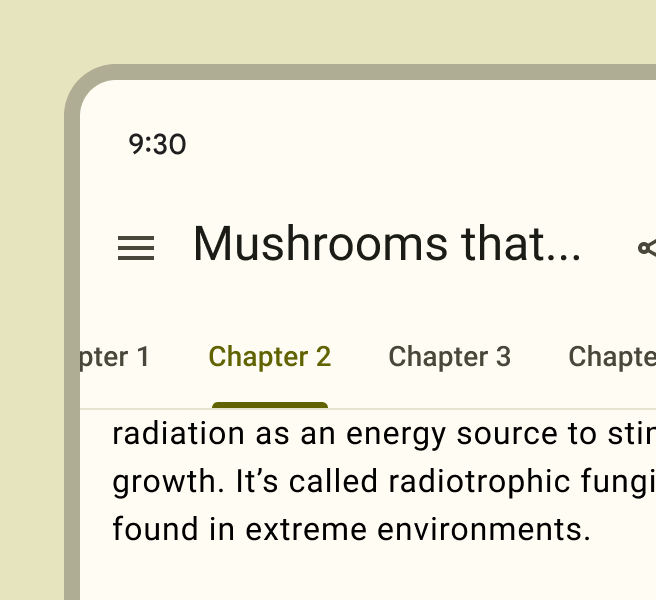 9:30
Mushrooms that...
pter 1 Chapter 2 Chapter 3 Chapte
radiation as an energy source to
growth. It’s called radiotrophic fungi
found in extreme environments.